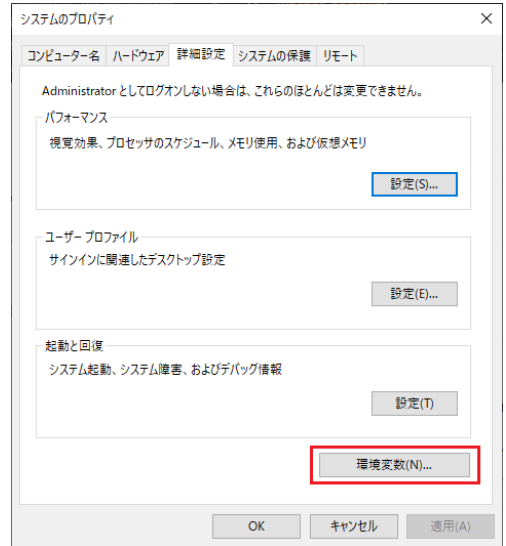 システムのプロパティ
コンピューター名 ハードウェア 詳細設定 システムの保護 リモート
Administrator としてログオンしない場合は、これらのほとんどは変更できません。
パフォーマンス
視覚効果、プロセッサのスケジュール、メモリ使用、および仮想メモリ
設定(S)...
ユーザー プロファイル
サインインに関連したデスクトップ設定
設定(E)...
起動と回復
システム起動、システム障害、およびデバッグ情報
設定(T)
環境変数(N)...
OK キャンセル 適用(A)